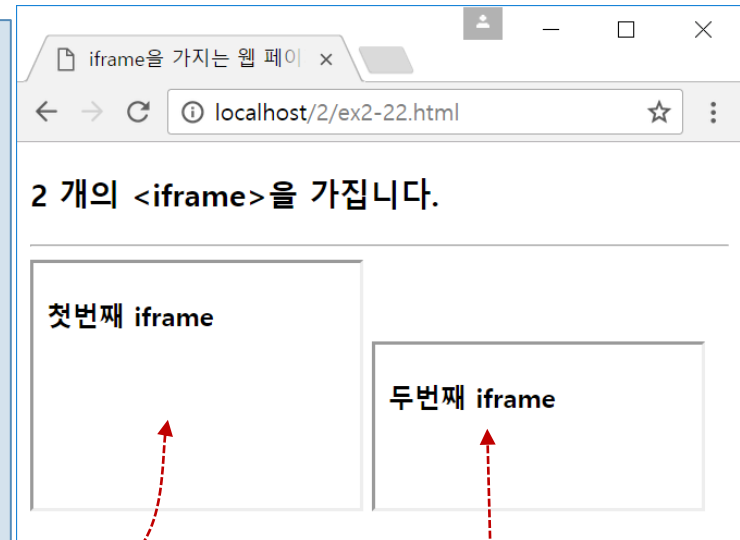 iframe을 가지는 웹 페이
localhost/2/ex2-22.html
2 개의 <iframe>을 가집니다.
첫번째 iframe
두번째 iframe